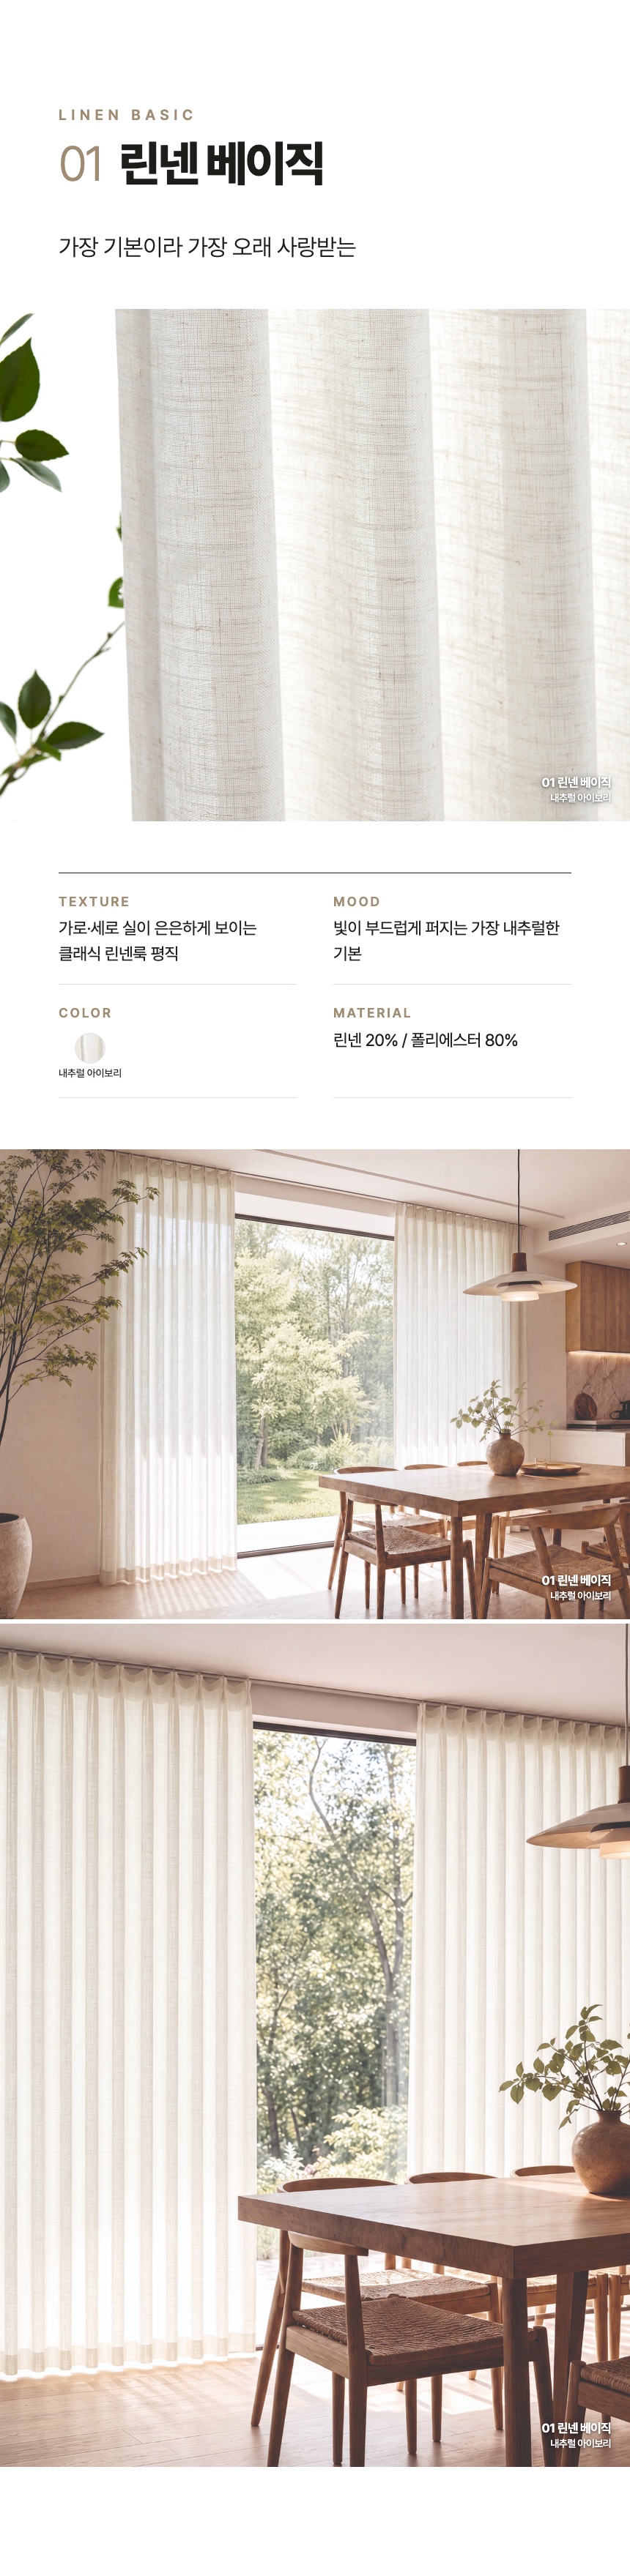 LINEN BASIC
01 린넨 베이직
가장 기본이라 가장 오래 사랑받는
01 린넨 베이직
내추럴 아이보리
TEXTURE
가로·세로 실이 은은하게 보이는
클래식 린넨룩 평직
MOOD
빛이 부드럽게 퍼지는 가장 내추럴한
기본
COLOR
내추럴 아이보리
MATERIAL
린넨 20% / 폴리에스터 80%
01 린넨 베이직
내추럴 아이보리
01 린넨 베이직
내추럴 아이보리